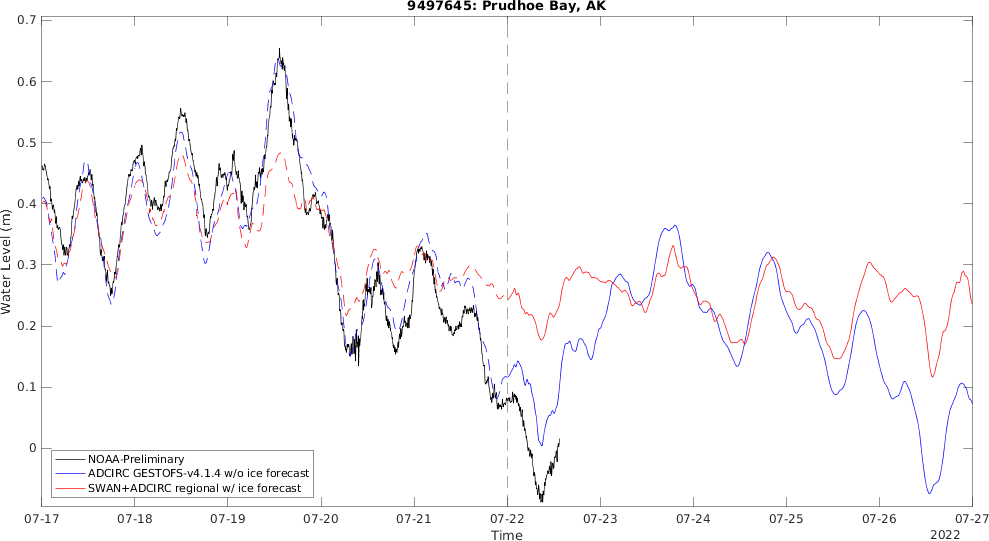 9497645: Prudhoe Bay, AK
0.7
0.6
0.5
0.4
0.3
0.2
0.1
0
Water Level (m)
NOAA-Preliminary
ADCIRC GESTOFS-v4.1.4 w/o ice forecast
SWAN+ADCIRC regional w/ ice forecast
07-17 07-18 07-19 07-20 07-21 07-22 07-23 07-24 07-25 07-26 07-27
Time
2022